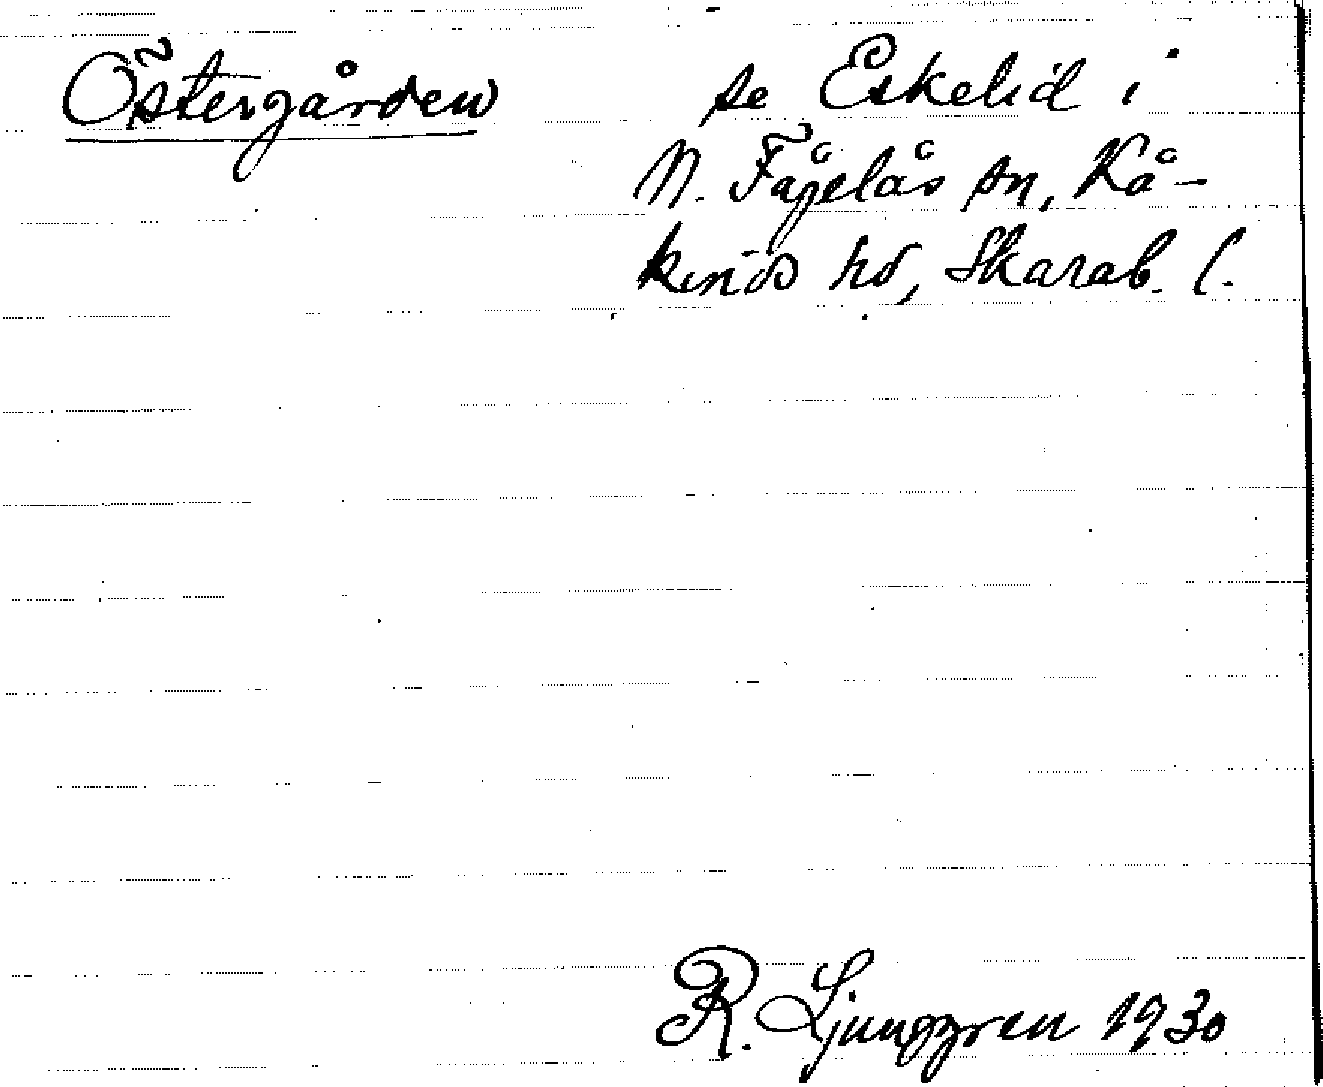 Östergården se Eskelid i
N. Fågelås sn, Kå-
kinds hd, Skarab. l.
R. Ljunggren 1930